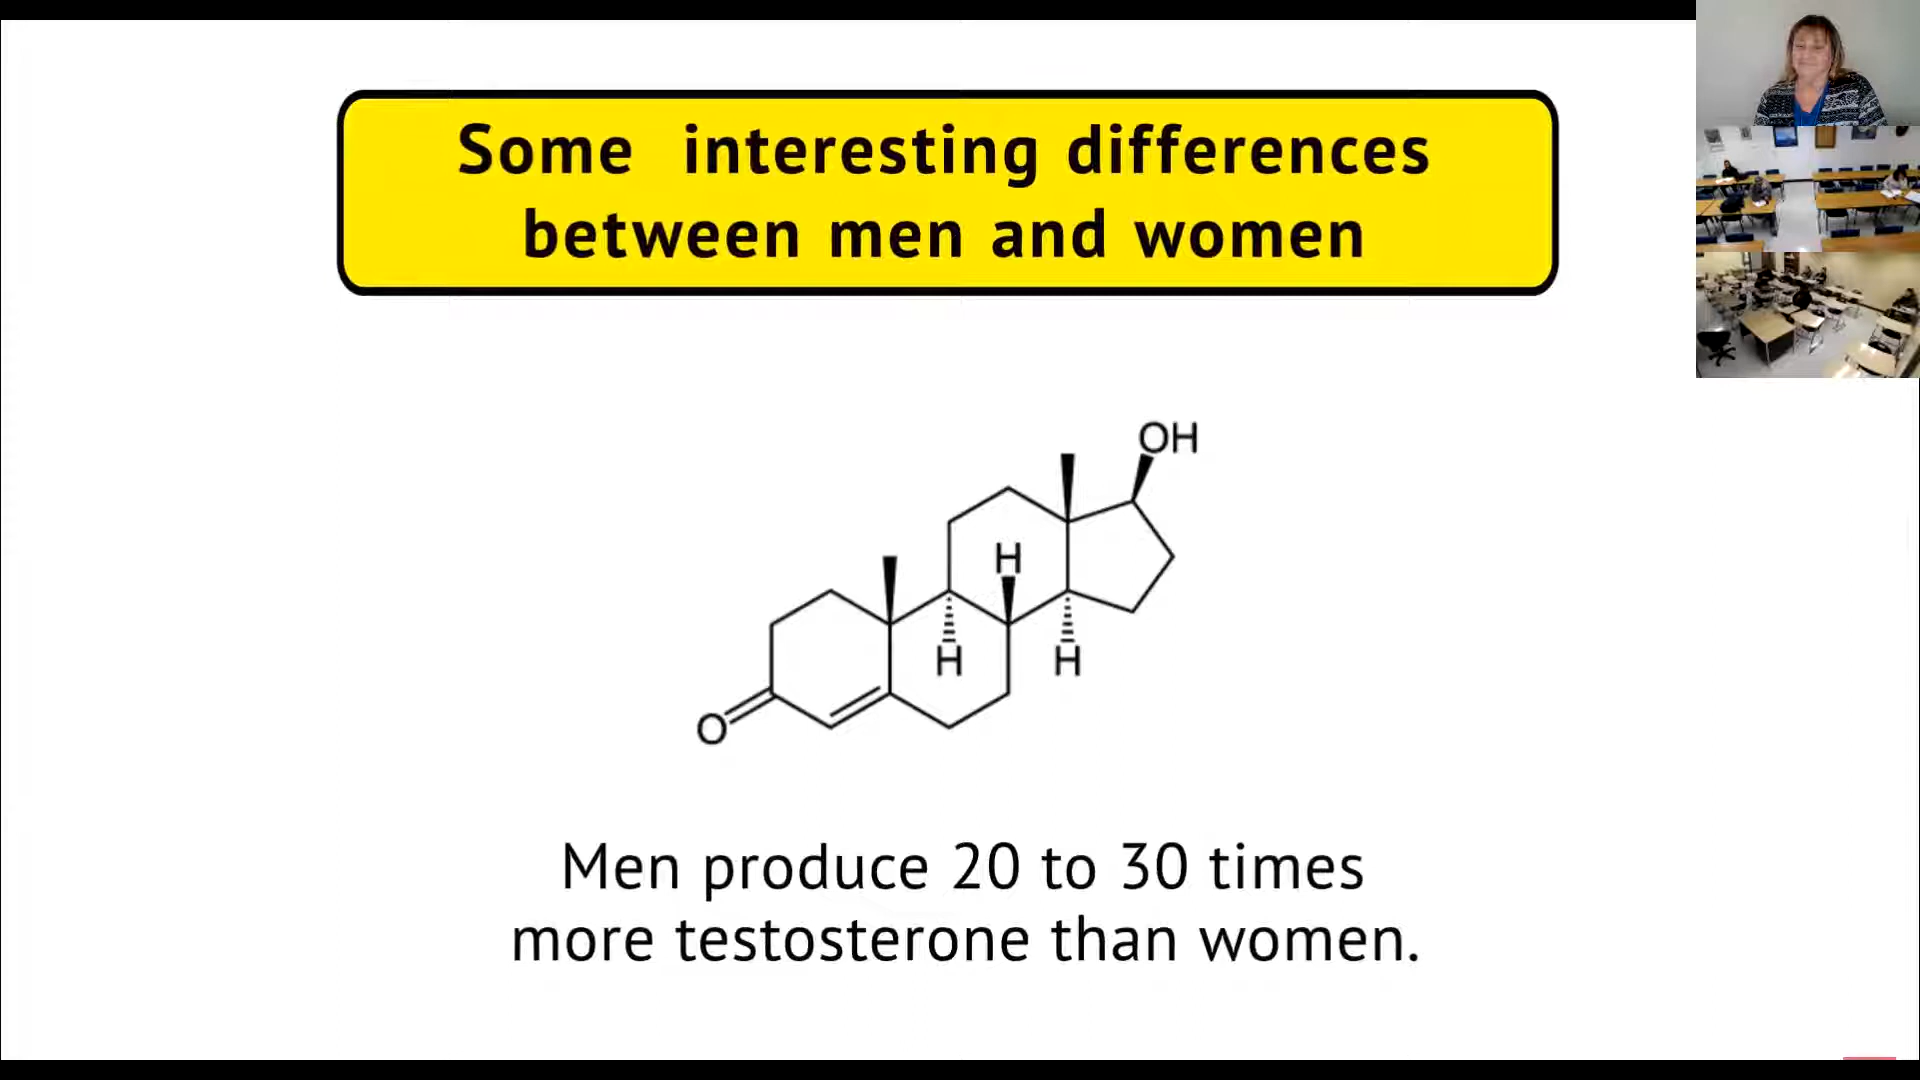 Some interesting differences
between men and women
OH
H
H
H
O
Men produce 20 to 30 times
more testosterone than women.